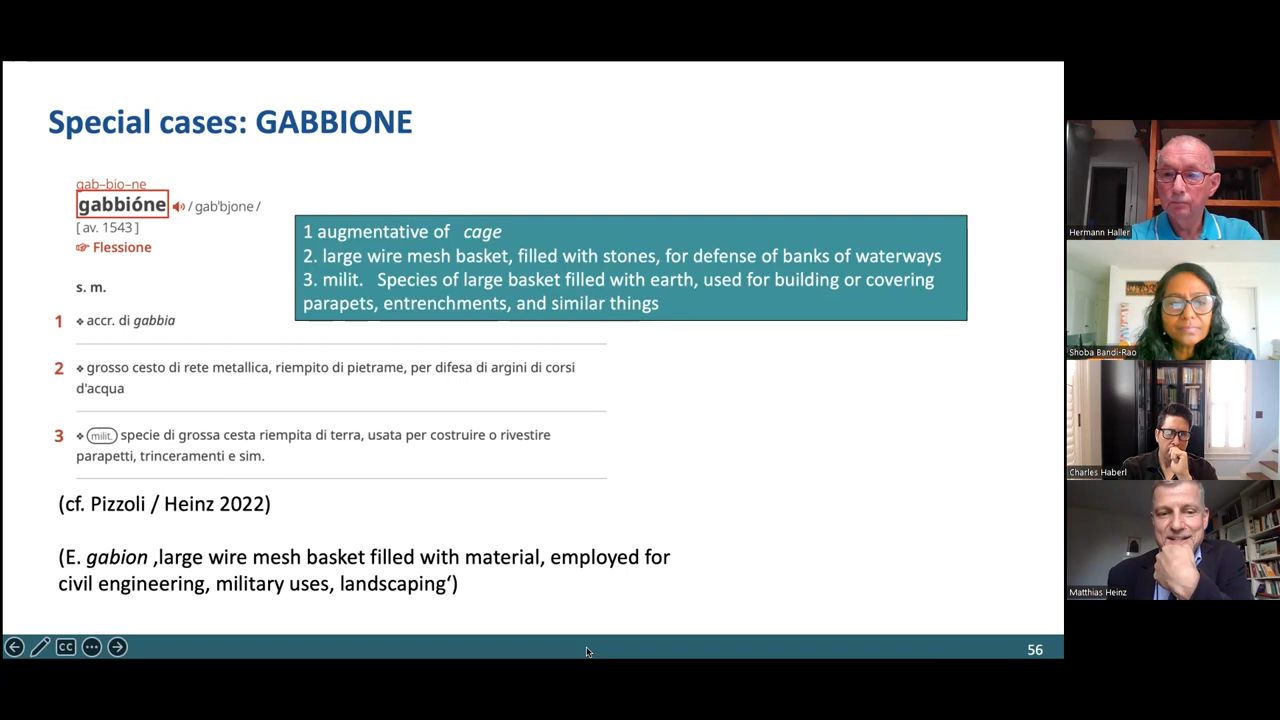 Special cases: GABBIONE
gab–bio–ne
gabbióne / gab'bjone /
[ av. 1543 ]
☞ Flessione
s. m.
1 ❖ accr. di gabbia
2 ❖ grosso cesto di rete metallica, riempito di pietrame, per difesa di argini di corsi
d'acqua
3 ❖ milit. specie di grossa cesta riempita di terra, usata per costruire o rivestire
parapetti, trinceramenti e sim.
1 augmentative of cage
2. large wire mesh basket, filled with stones, for defense of banks of waterways
3. milit. Species of large basket filled with earth, used for building or covering
parapets, entrenchments, and similar things
(cf. Pizzoli / Heinz 2022)
(E. gabion ‚large wire mesh basket filled with material, employed for
civil engineering, military uses, landscaping‘)
CC
56
Hermann Haller
Shoba Bandi-Rao
Charles Haberl
Matthias Heinz